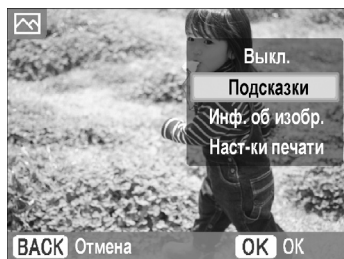 Выкл.
Подсказки
Инф. об изобр.
Наст-ки печати
BACK Отмена OK OK